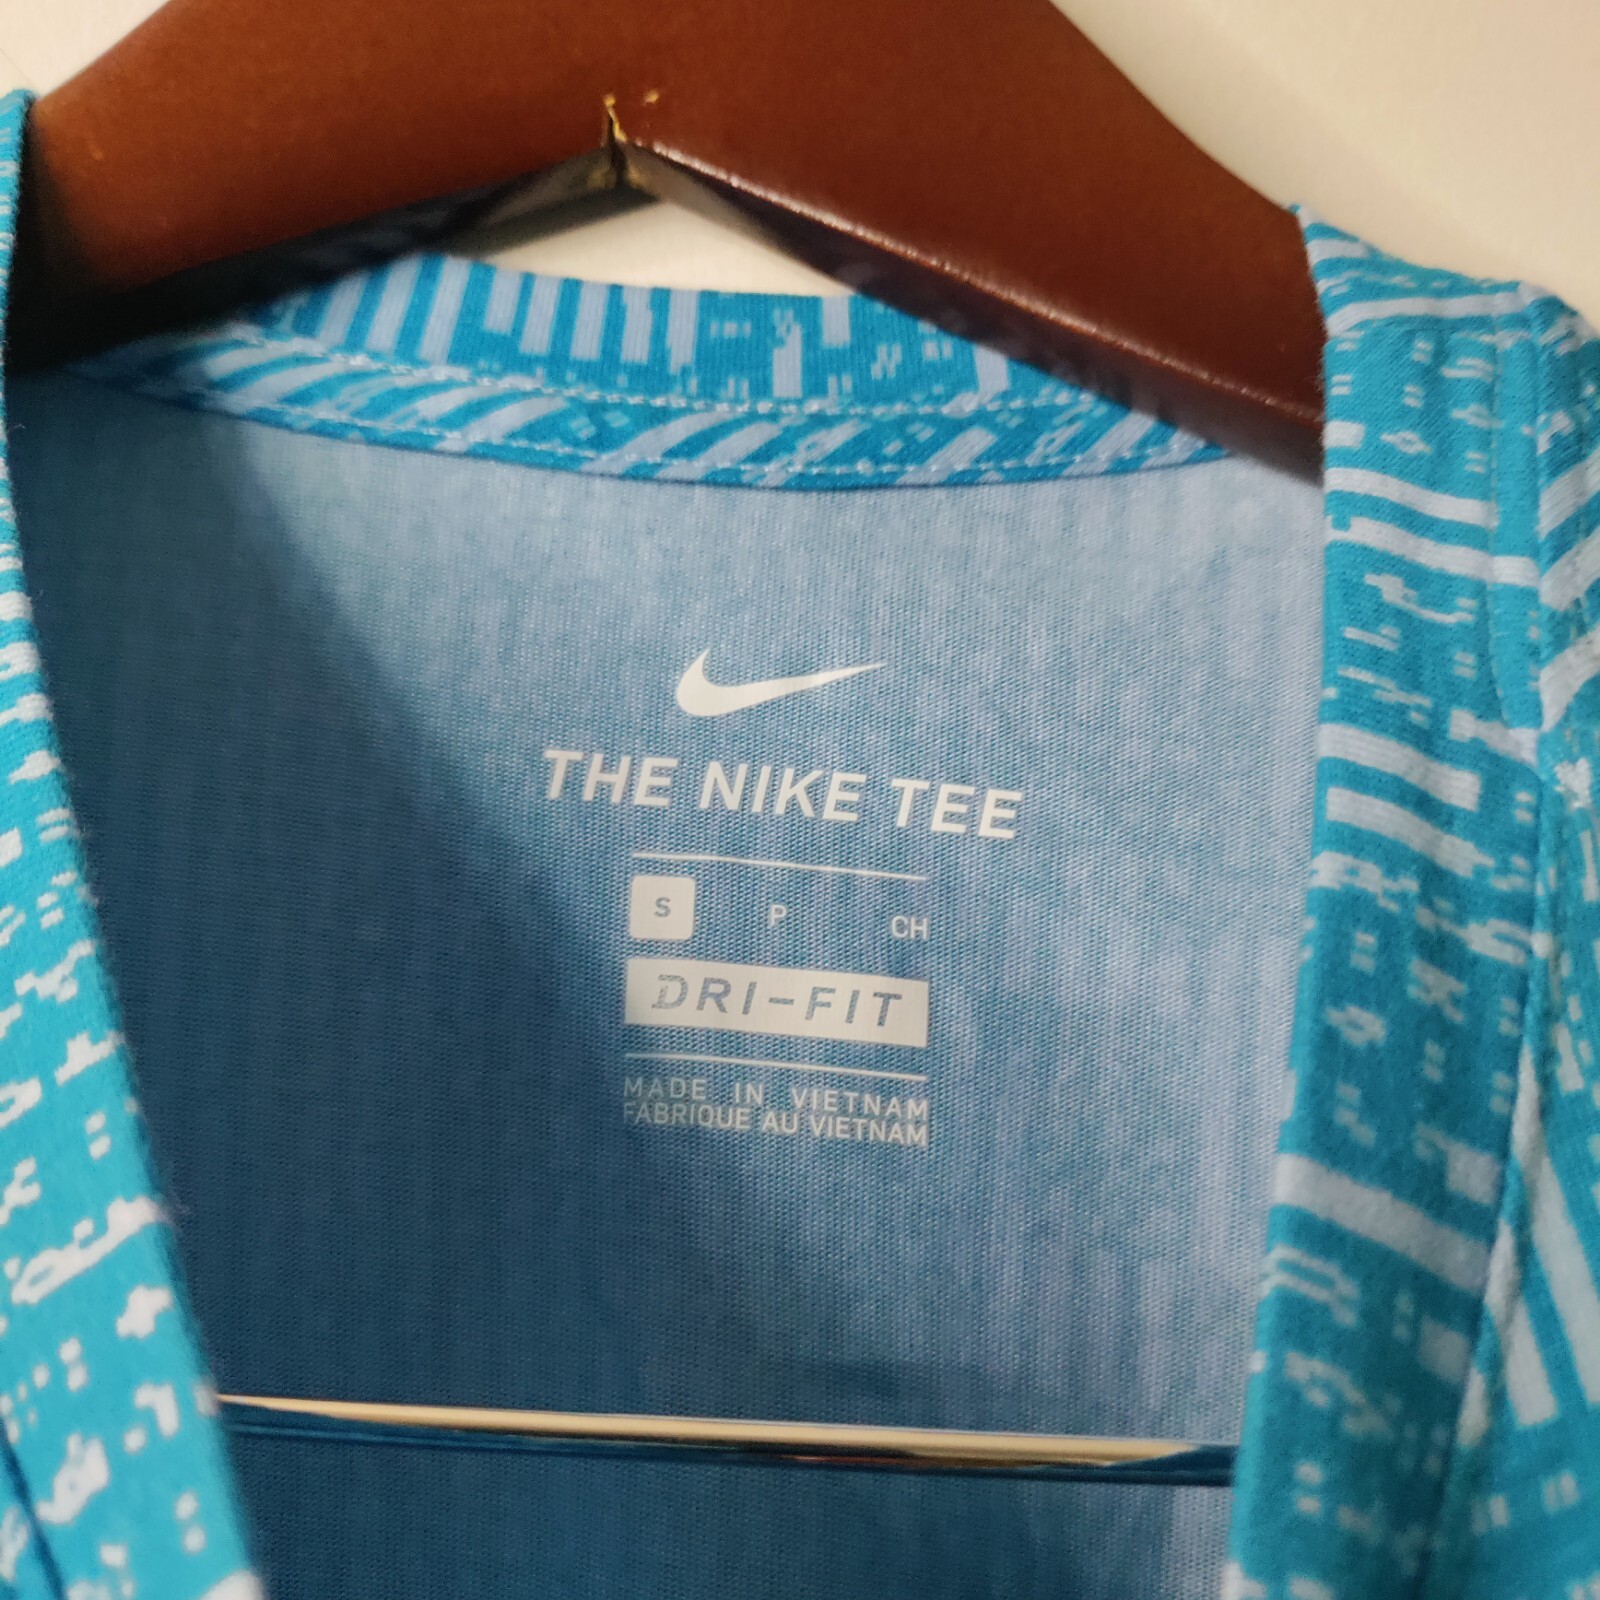 THE NIKE TEE
S P CH
DRI-FIT
MADE IN VIETNAM
FABRIQUE AU VIETNAM